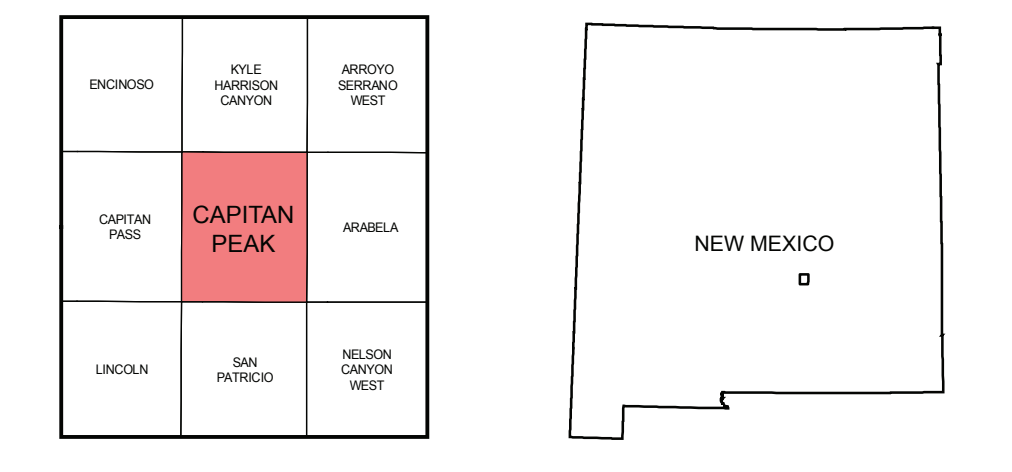 ENCINOSO
KYLE
HARRISON
CANYON
ARROYO
SERRANO
WEST
CAPITAN
PASS
CAPITAN
PEAK
ARABELA
LINCOLN
SAN
PATRICIO
NELSON
CANYON
WEST
NEW MEXICO